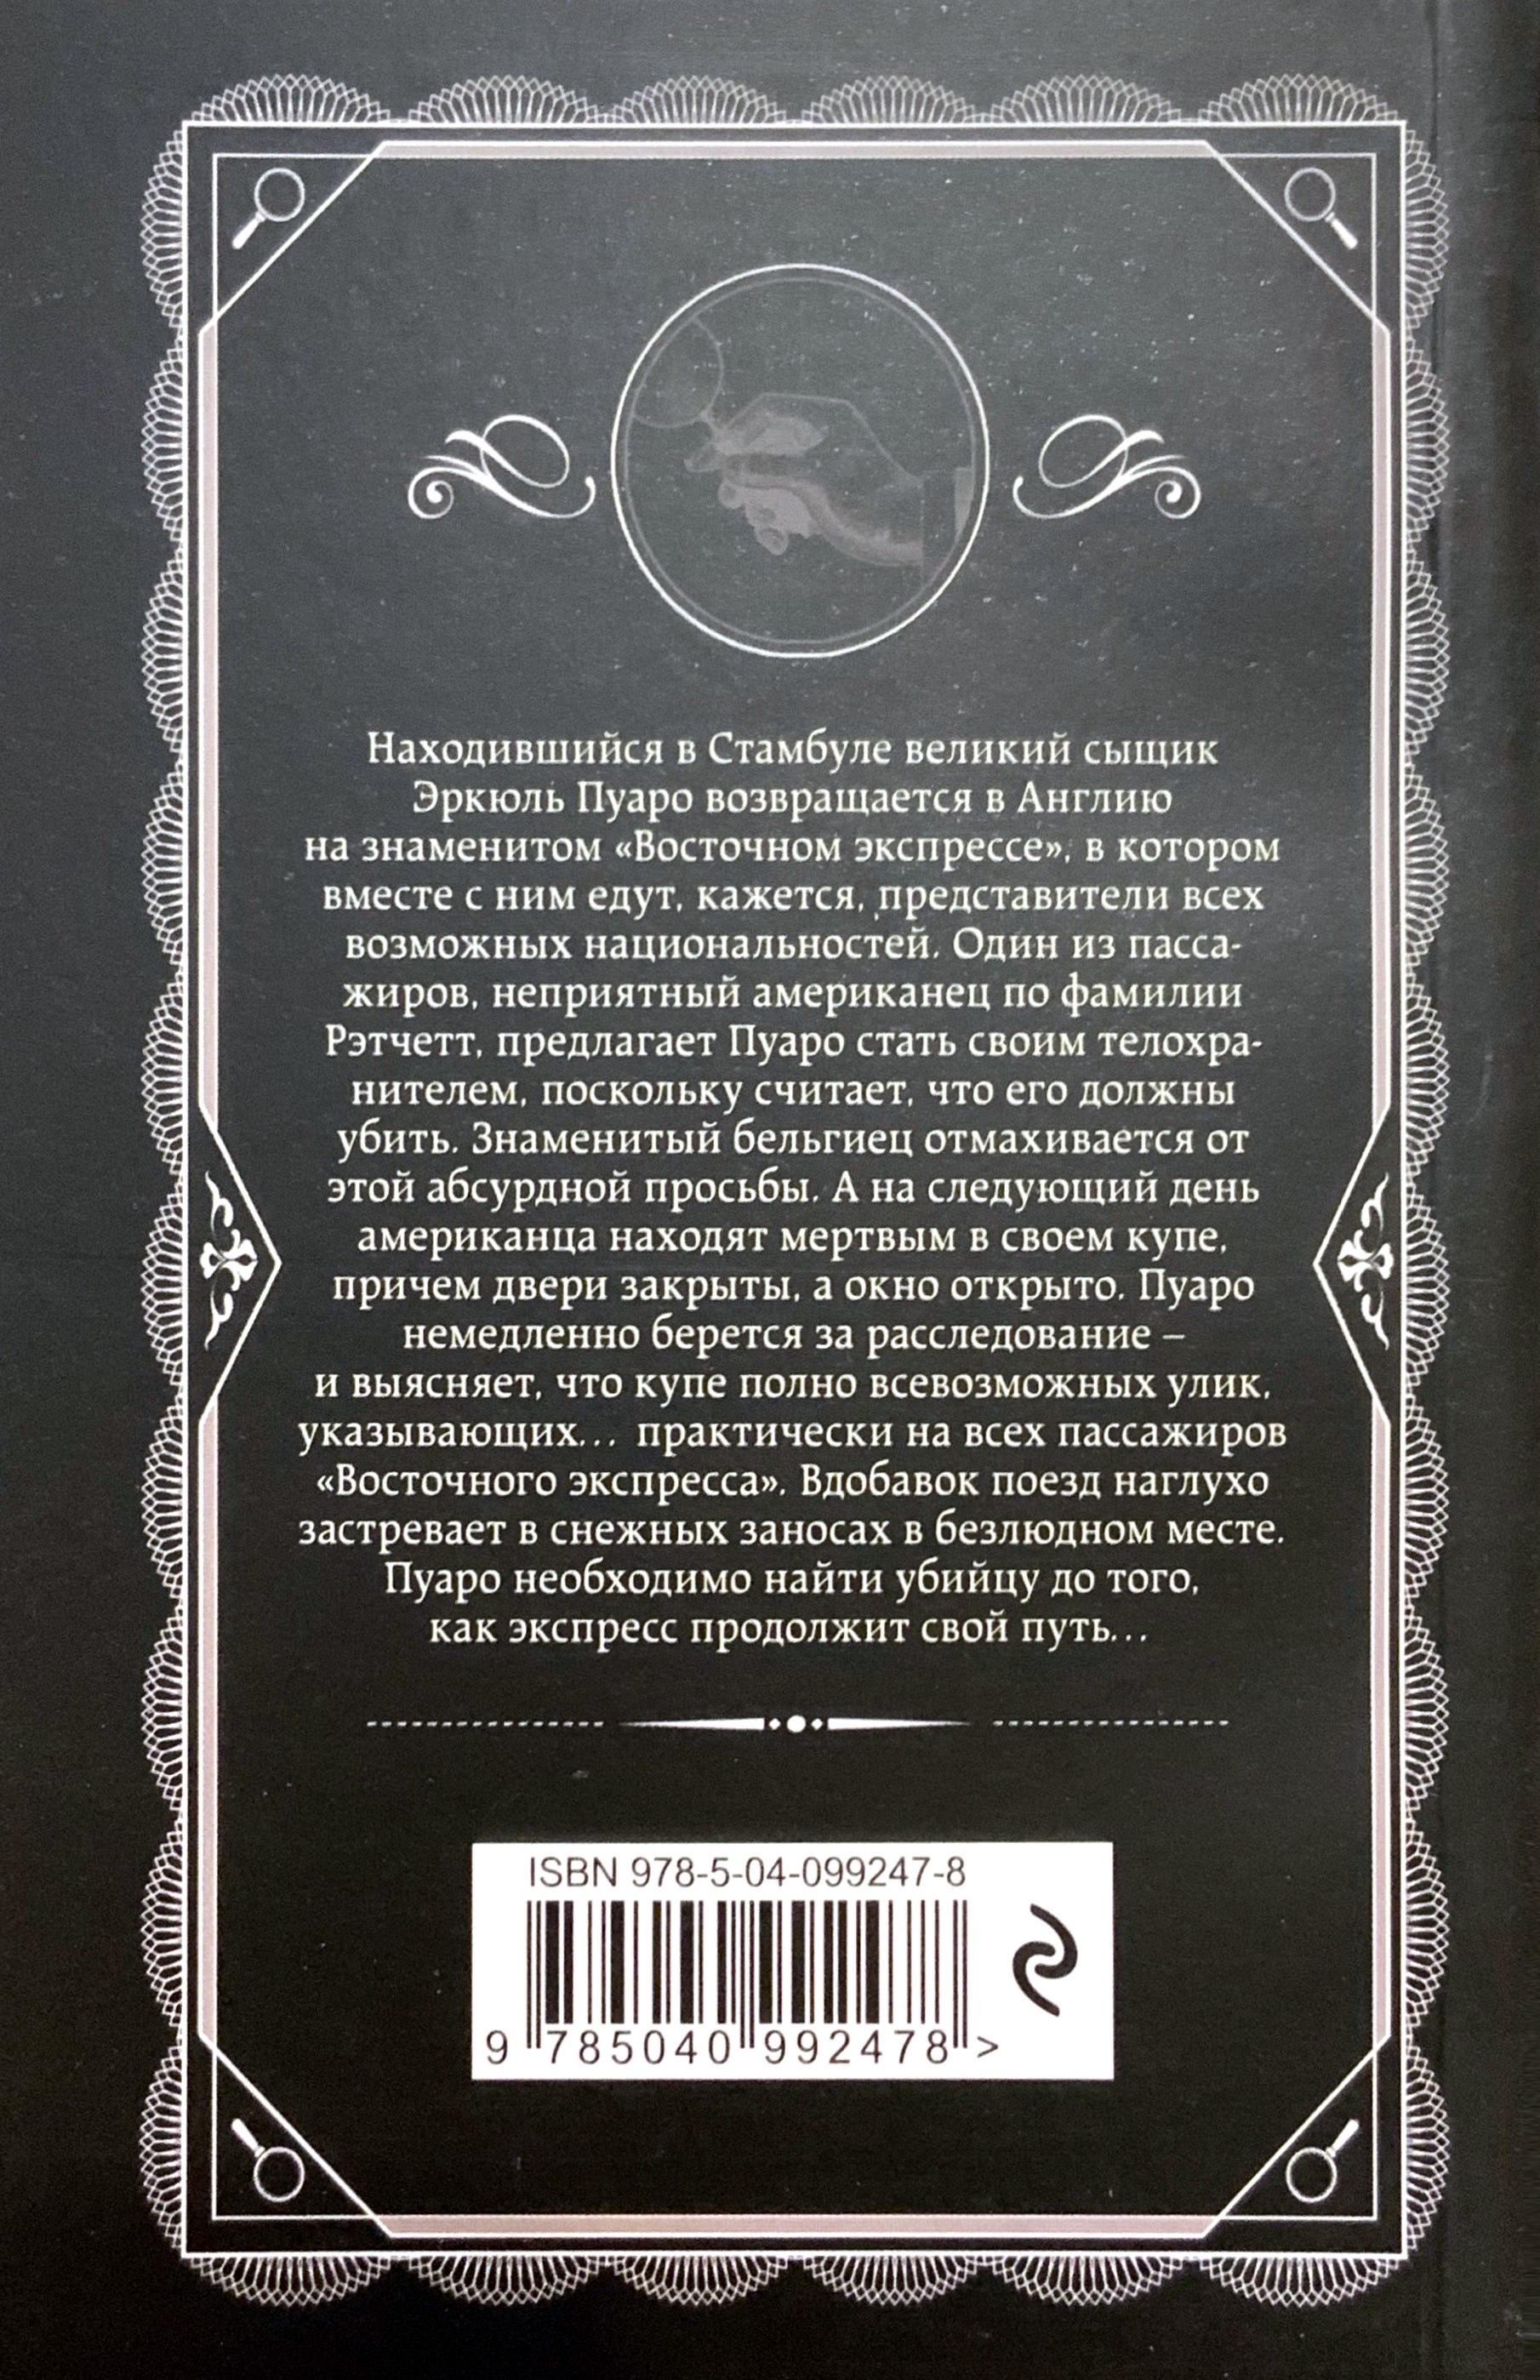 Находившийся в Стамбуле великий сыщик
Эркюль Пуаро возвращается в Англию
на знаменитом «Восточном экспрессе», в котором
вместе с ним едут, кажется, представители всех
возможных национальностей. Один из пасса-
жиров, неприятный американец по фамилии
Рэтчетт, предлагает Пуаро стать своим телохра-
нителем, поскольку считает, что его должны
убить. Знаменитый бельгиец отмахивается от
этой абсурдной просьбы. А на следующий день
американца находят мертвым в своем купе,
причем двери закрыты, а окно открыто. Пуаро
немедленно берется за расследование –
и выясняет, что купе полно всевозможных улик,
указывающих... практически на всех пассажиров
«Восточного экспресса». Вдобавок поезд наглухо
застревает в снежных заносах в безлюдном месте.
Пуаро необходимо найти убийцу до того,
как экспресс продолжит свой путь...
ISBN 978-5-04-099247-8
9 785040 992478 >